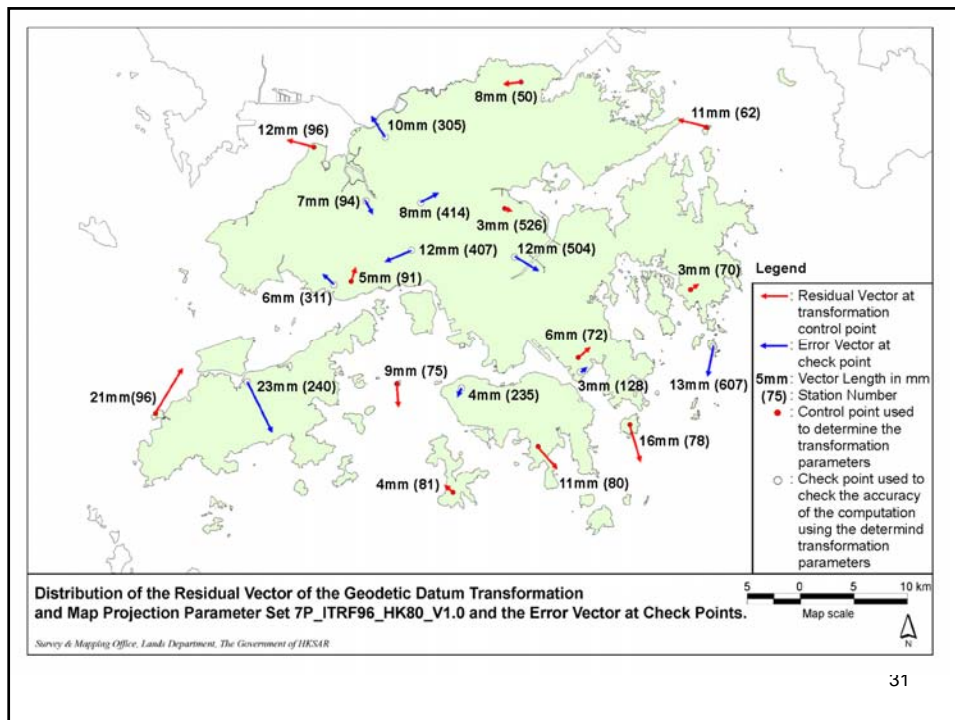 8mm (50)
11mm (62)
10mm (305)
12mm (96)
7mm (94)
8mm (414)
3mm (526)
12mm (407)
12mm (504)
5mm (91)
3mm (70)
6mm (311)
6mm (72)
9mm (75)
3mm (128)
13mm (607)
21mm(96)
23mm (240)
4mm (235)
16mm (78)
4mm (81)
11mm (80)
Legend
: Residual Vector at
transformation
control point
: Error Vector at
check point
5mm : Vector Length in mm
(75) : Station Number
: Control point used
to determine the
transformation
parameters
: Check point used to
check the accuracy
of the computation
using the determind
transformation
parameters
Distribution of the Residual Vector of the Geodetic Datum Transformation
and Map Projection Parameter Set 7P_ITRF96_HK80_V1.0 and the Error Vector at Check Points.
Survey & Mapping Office, Lands Department, The Government of HKSAR
5 0 5 10 km
Map scale
N
31